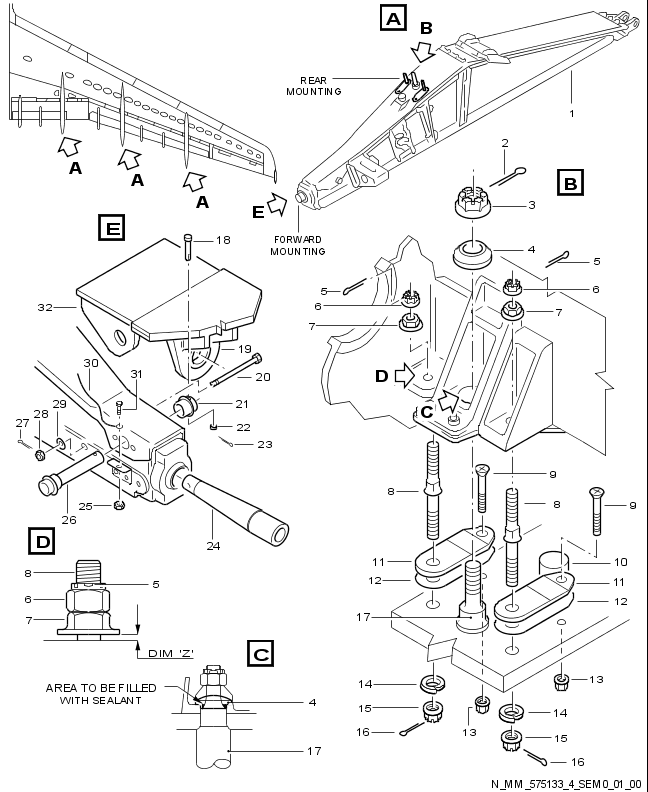 A
B
REAR
MOUNTING
1
A
A
A
E
FORWARD
MOUNTING
2
B
3
E
18
4
5
5
6
6
32
7
7
19
30
31
20
D
21
C
27
28
29
22
23
9
8
8
9
25
26
24
D
11
10
12
11
8
5
12
6
7
17
DIM 'Z'
C
14
13
AREA TO BE FILLED
WITH SEALANT
4
15
14
16
13
15
17
16
N_MM_575133_4_SEM0_01_00